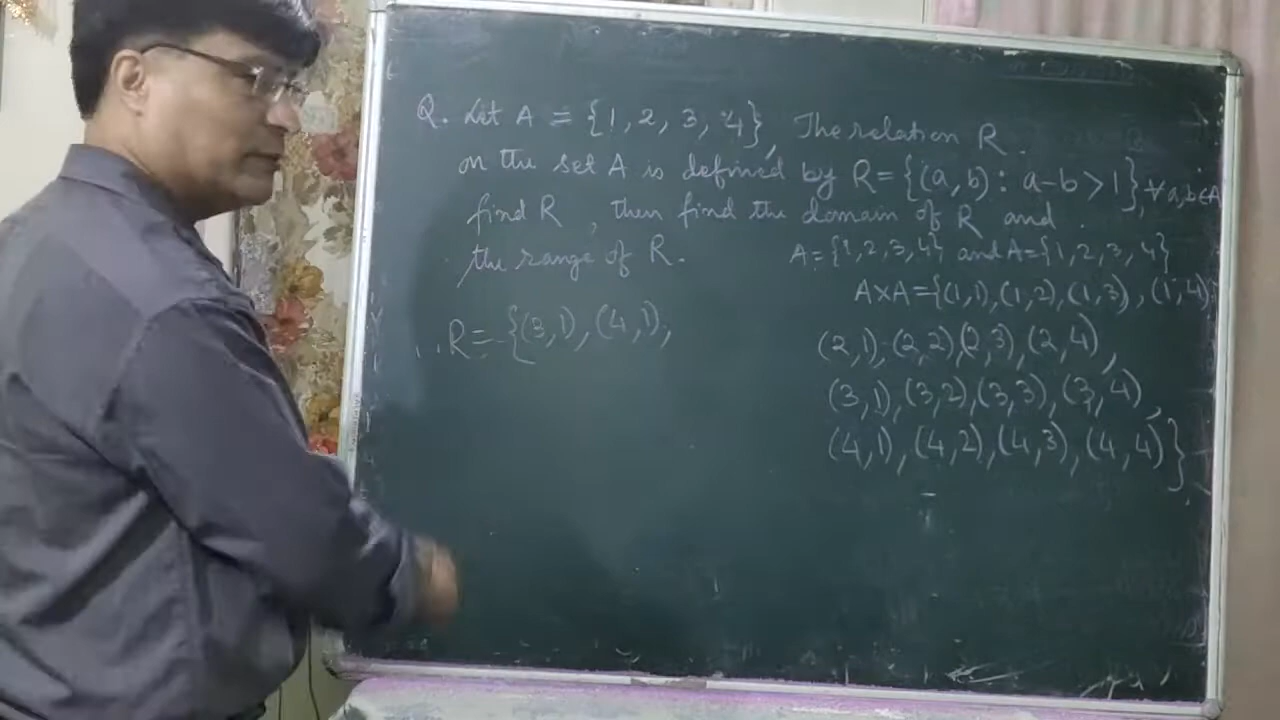 Q. Let A = {1, 2, 3, 4}, The relation R
on the set A is defined by R = {(a, b) : a-b > 1}, ∀ a, b ∈ A
find R , then find the domain of R and
the range of R.
A = {1, 2, 3, 4} and A = {1, 2, 3, 4}
A×A = {(1,1), (1,2), (1,3), (1,4),
(2,1), (2,2), (2,3), (2,4),
(3,1), (3,2), (3,3), (3,4),
(4,1), (4,2), (4,3), (4,4)}
∴ R = {(3,1), (4,1),